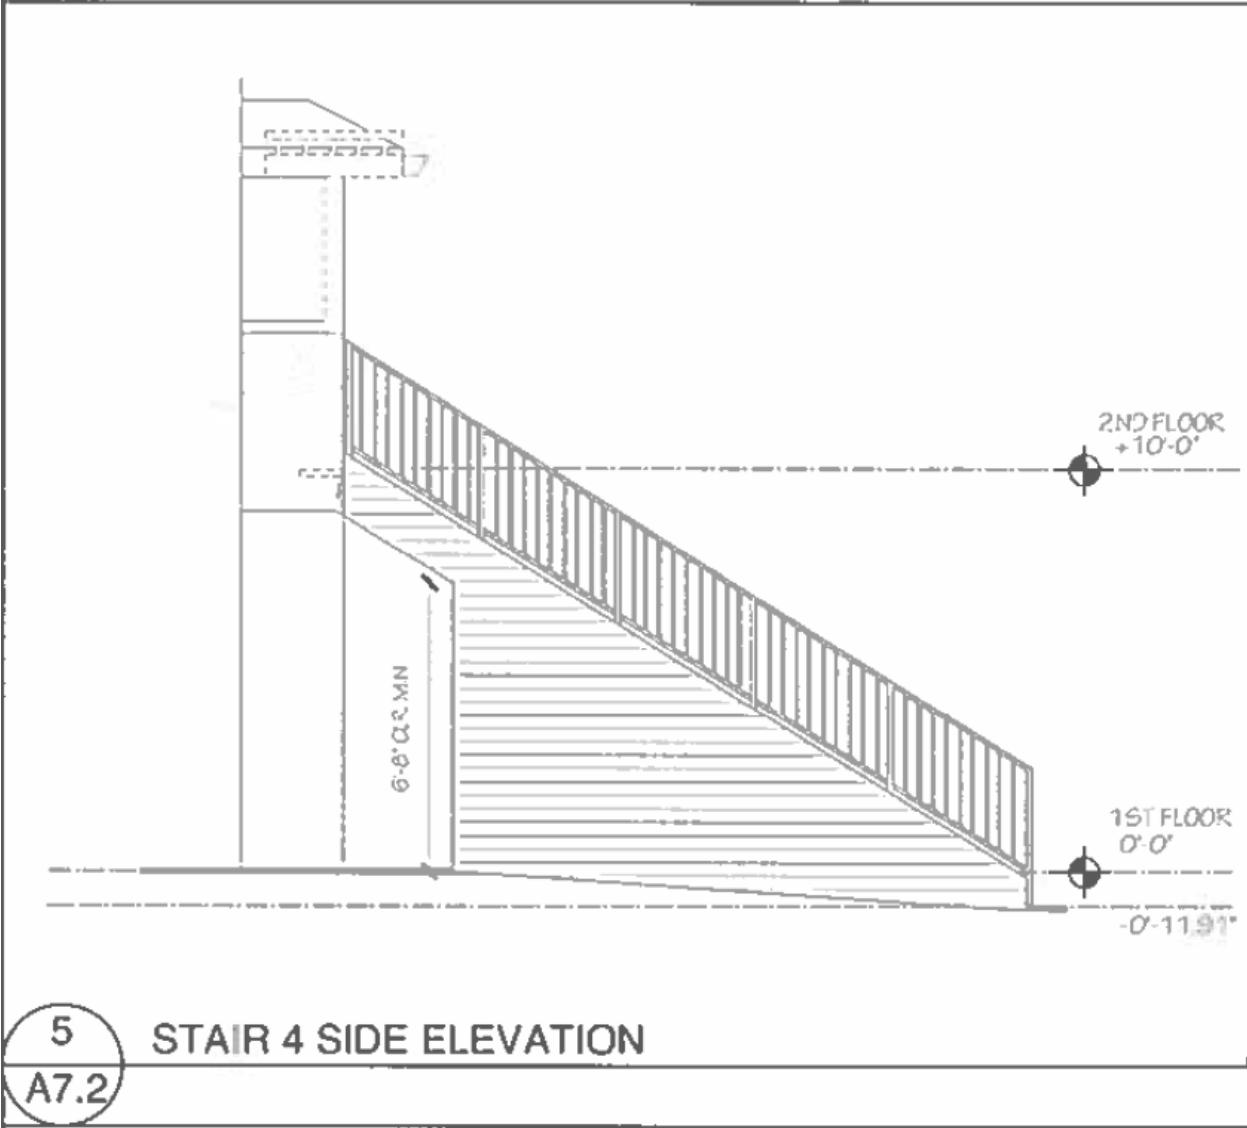 2ND FLOOR
+10'-0"
6'-8" CLR. MIN
1ST FLOOR
0'-0"
-0'-11.91"
5
STAIR 4 SIDE ELEVATION
A7.2